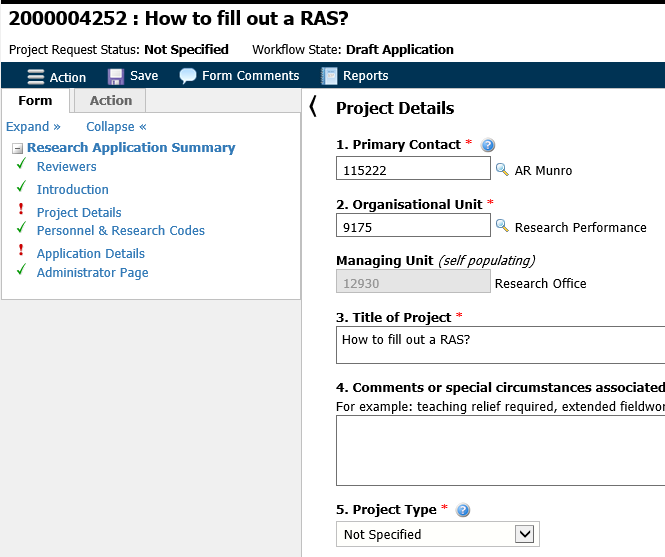 2000004252 : How to fill out a RAS?
Project Request Status: Not Specified Workflow State: Draft Application
Action Save Form Comments Reports
Form Action
Expand » Collapse «
Research Application Summary
Reviewers
Introduction
Project Details
Personnel & Research Codes
Application Details
Administrator Page
Project Details
1. Primary Contact *
115222 AR Munro
2. Organisational Unit *
9175 Research Performance
Managing Unit (self populating)
12930 Research Office
3. Title of Project *
How to fill out a RAS?
4. Comments or special circumstances associated
For example: teaching relief required, extended fieldwor
5. Project Type *
Not Specified